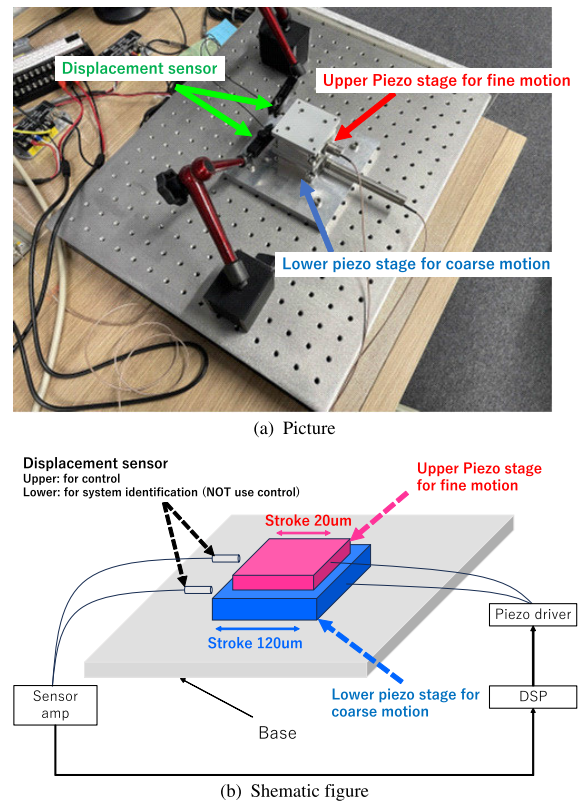 Displacement sensor
Upper Piezo stage for fine motion
Lower piezo stage for coarse motion
(a) Picture
Displacement sensor
Upper: for control
Lower: for system identification (NOT use control)
Upper Piezo stage
for fine motion
Stroke 20um
Stroke 120um
Piezo driver
Sensor
amp
Lower piezo stage for
coarse motion
DSP
Base
(b) Shematic figure